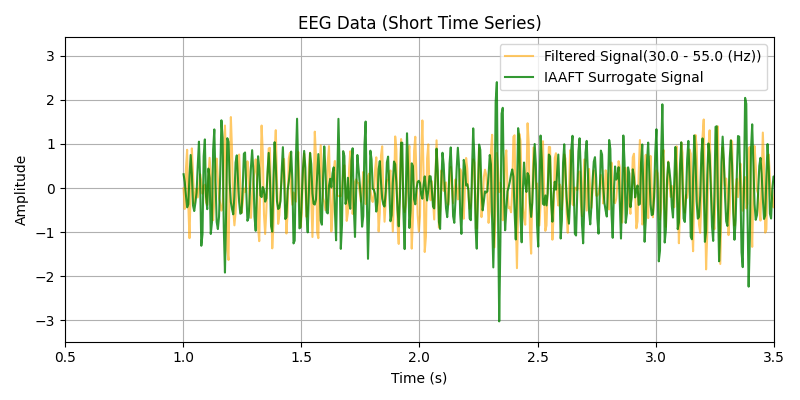 EEG Data (Short Time Series)
Filtered Signal(30.0 - 55.0 (Hz))
IAAFT Surrogate Signal
Amplitude
3
2
1
0
−1
−2
−3
0.5 1.0 1.5 2.0 2.5 3.0 3.5
Time (s)